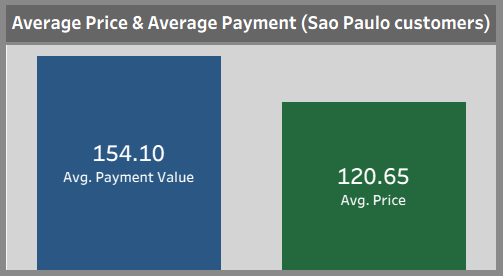 Average Price & Average Payment (Sao Paulo customers)
154.10
Avg. Payment Value
120.65
Avg. Price